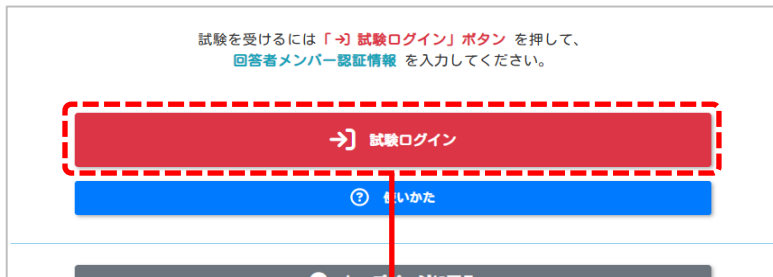 試験を受けるには「 試験ログイン」ボタン を押して、
回答者メンバー認証情報 を入力してください。
試験ログイン
使いかた